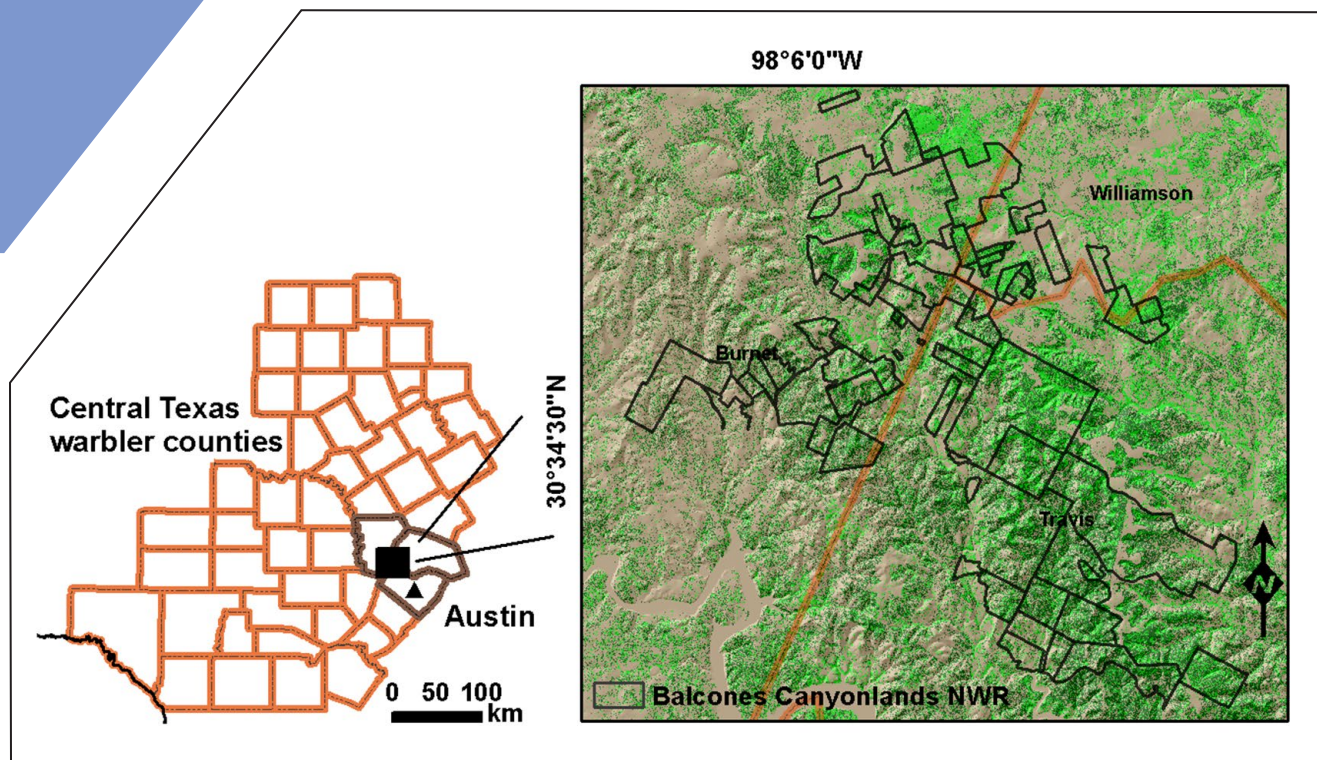 98°6'0"W
Williamson
Burnet
30°34'30"N
Travis
N
Balcones Canyonlands NWR
Central Texas
warbler counties
Austin
0 50 100
km